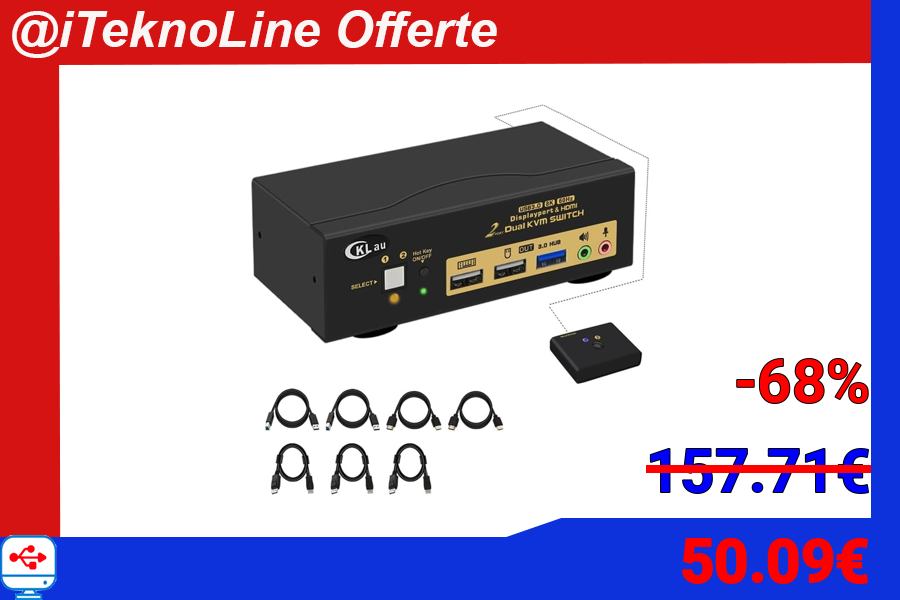 @iTeknoLine Offerte
USB3.0 8K 60Hz
Displayport & HDMI
2 Dual KVM SWITCH
CKLau
1 2 Hot Key
ON/OFF
SELECT
OUT 3.0 HUB
-68%
157.71€
50.09€